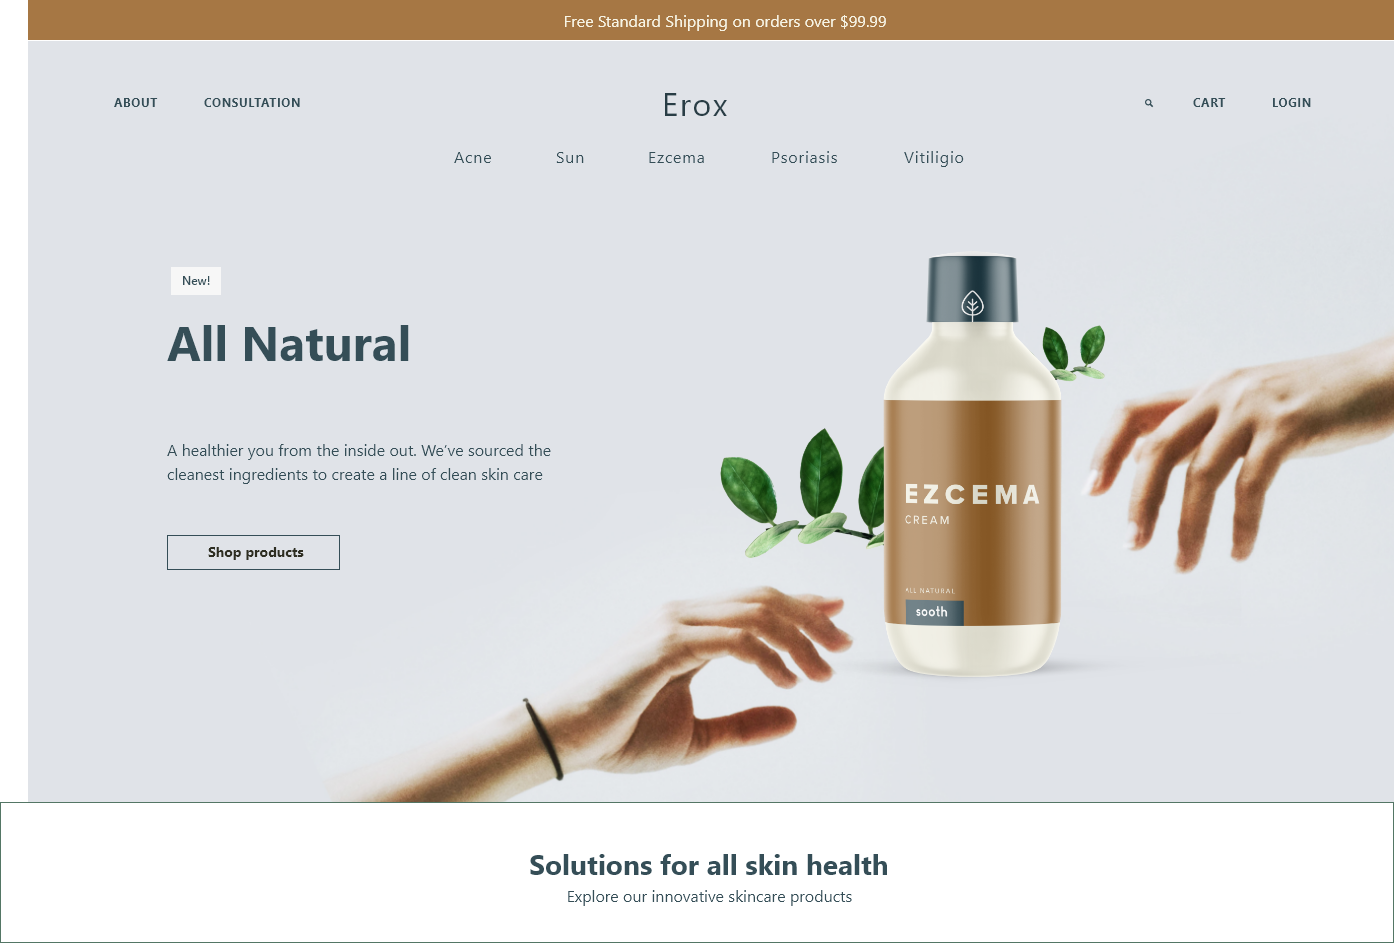 Free Standard Shipping on orders over $99.99
ABOUT
CONSULTATION
Erox
CART
LOGIN
Acne
Sun
Ezcema
Psoriasis
Vitiligio
New!
All Natural
A healthier you from the inside out. We've sourced the
cleanest ingredients to create a line of clean skin care
Shop products
EZCEMA
CREAM
ALL NATURAL
sooth
Solutions for all skin health
Explore our innovative skincare products